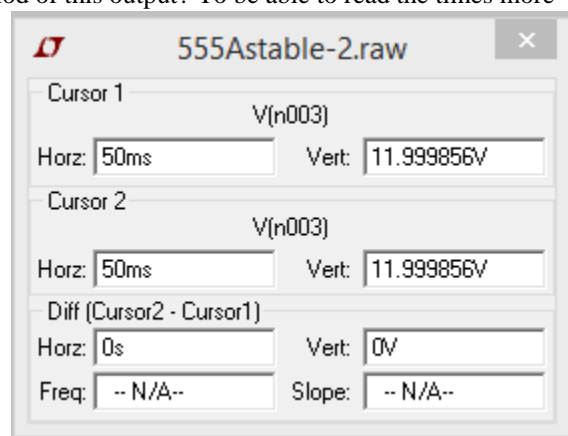 od of this output? To be able to read the times more
555Astable-2.raw
Cursor 1
V(n003)
Horz: 50ms Vert: 11.999856V
Cursor 2
V(n003)
Horz: 50ms Vert: 11.999856V
Diff (Cursor2 - Cursor1)
Horz: 0s Vert: 0V
Freq: -- N/A-- Slope: -- N/A--